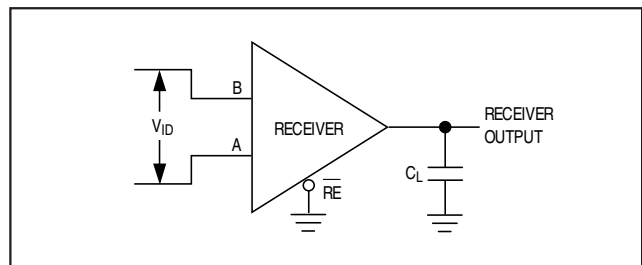 B
V_ID
RECEIVER
A
RE
RECEIVER
OUTPUT
C_L